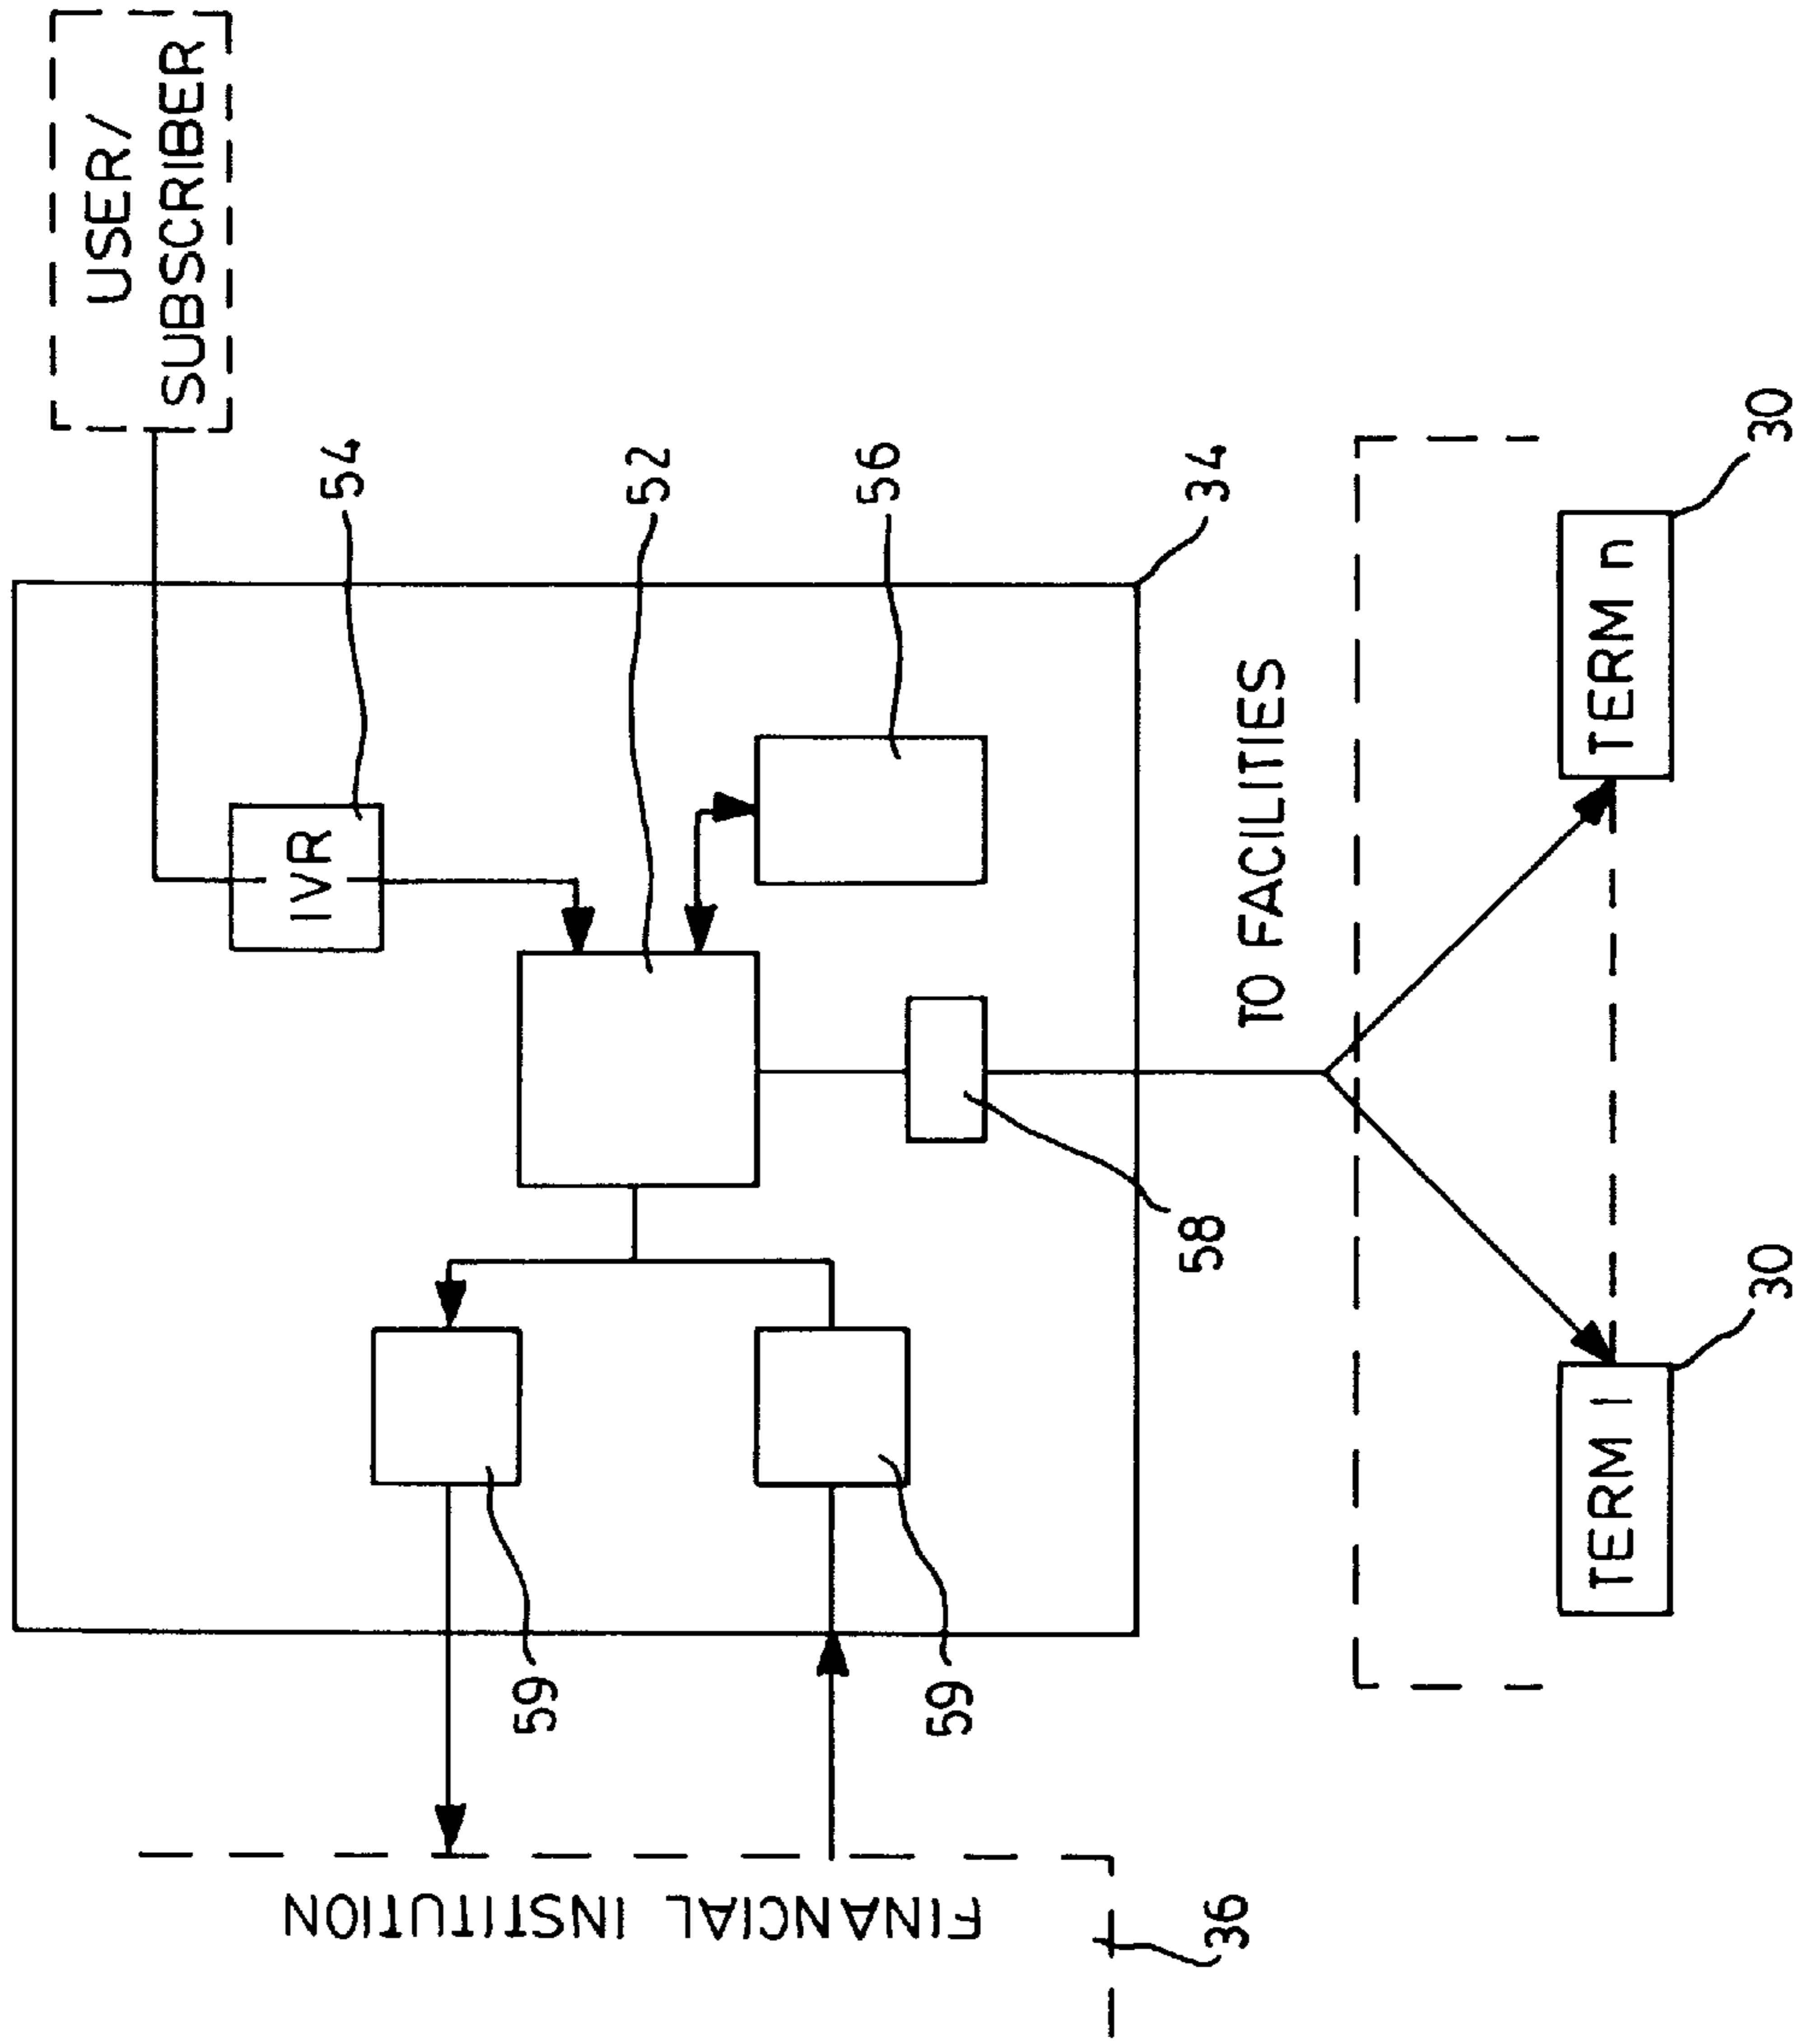 USER/
SUBSCRIBER
54
52
56
34
IVR
TO FACILITIES
30
TERM n
58
59
59
30
TERM 1
FINANCIAL INSTITUTION
36